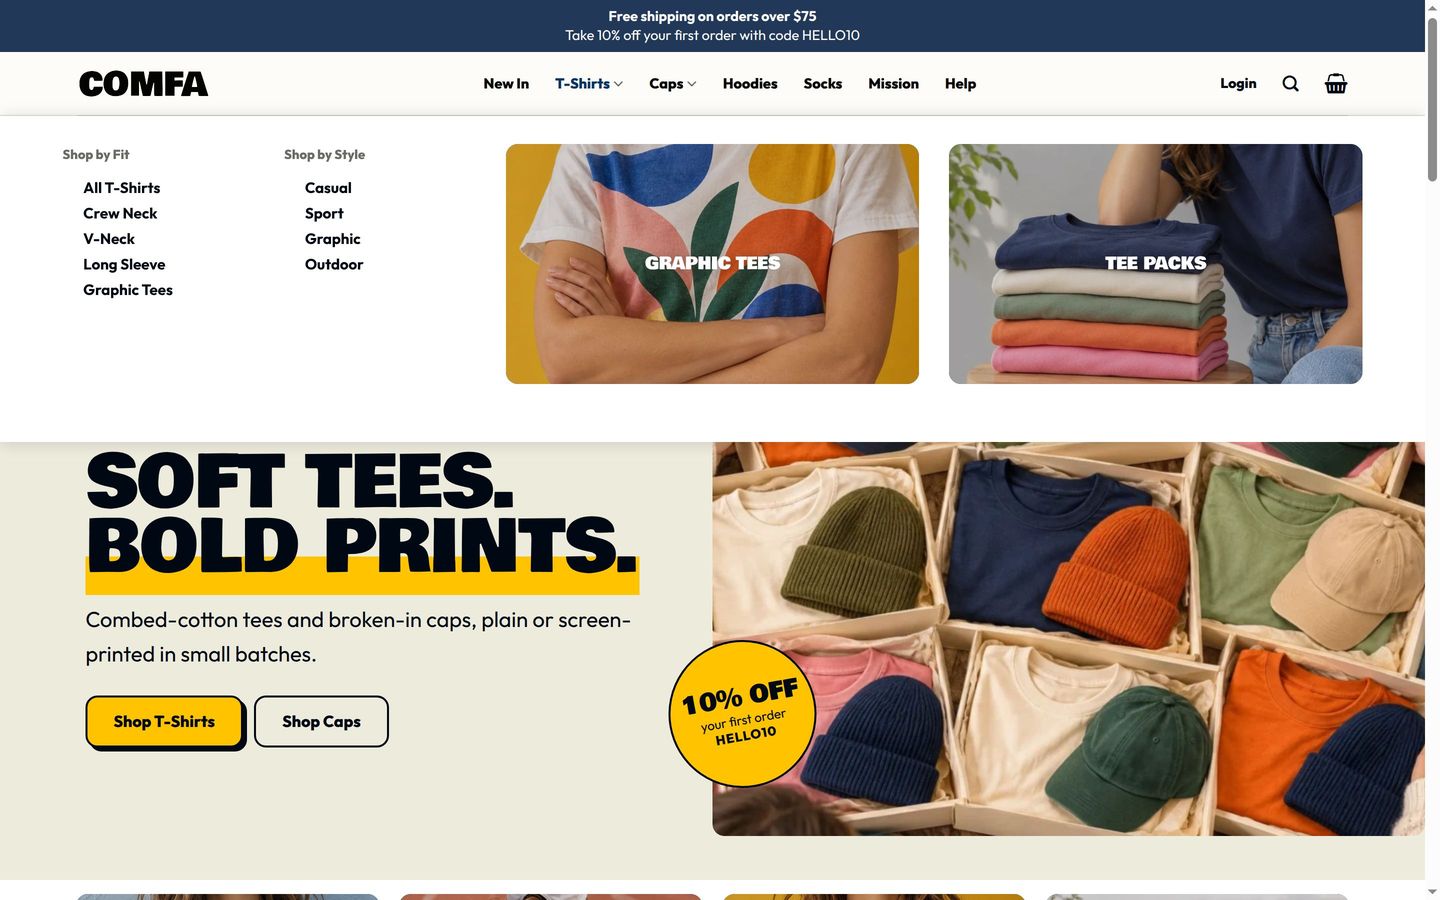 Free shipping on orders over $75
Take 10% off your first order with code HELLO10
COMFA
New In
T-Shirts
Caps
Hoodies
Socks
Mission
Help
Login
Shop by Fit
All T-Shirts
Crew Neck
V-Neck
Long Sleeve
Graphic Tees
Shop by Style
Casual
Sport
Graphic
Outdoor
GRAPHIC TEES
TEE PACKS
SOFT TEES.
BOLD PRINTS.
Combed-cotton tees and broken-in caps, plain or screen-
printed in small batches.
Shop T-Shirts
Shop Caps
10% OFF
your first order
HELLO10